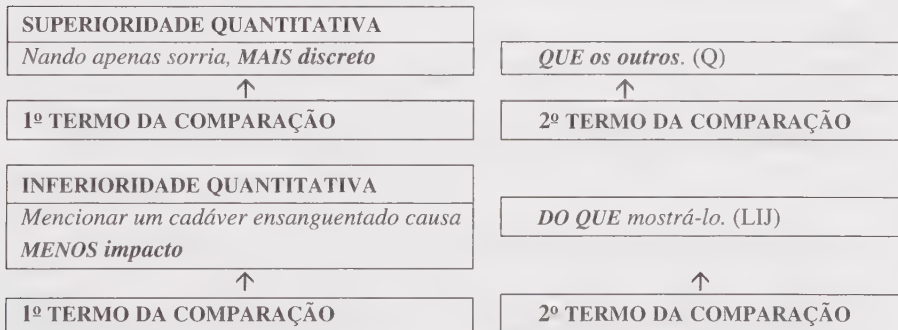 SUPERIORIDADE QUANTITATIVA
Nando apenas sorria, MAIS discreto
QUE os outros. (Q)
1º TERMO DA COMPARAÇÃO
2º TERMO DA COMPARAÇÃO
INFERIORIDADE QUANTITATIVA
Mencionar um cadáver ensanguentado causa
MENOS impacto
DO QUE mostrá-lo. (LIJ)
1º TERMO DA COMPARAÇÃO
2º TERMO DA COMPARAÇÃO